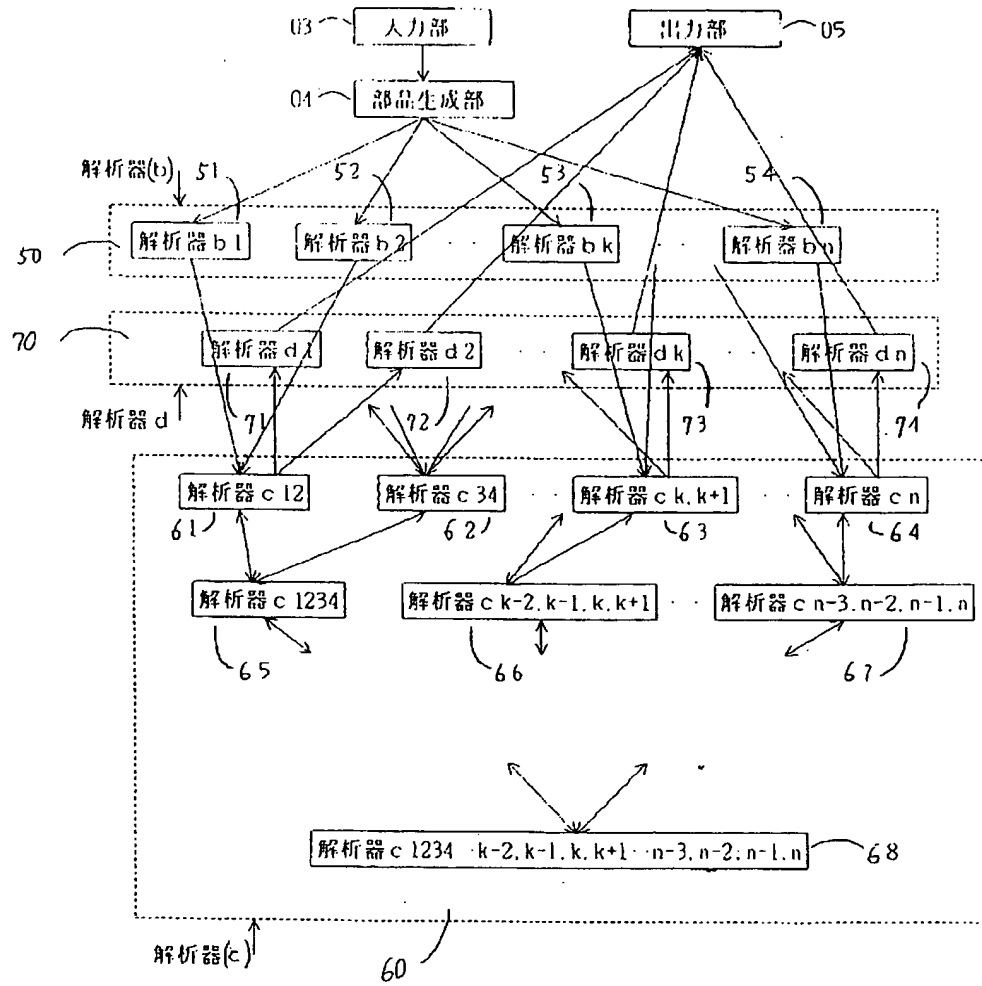 03 入力部 出力部 05
04 部品生成部
解析器(b) 51 52 53 54
50 解析器b1 解析器b2 ・・ 解析器bk ・・ 解析器bn
70 解析器d1 解析器d2 ・・ 解析器dk ・・ 解析器dn
解析器d 71 72 73 74
解析器c12 解析器c34 ・・ 解析器ck.k+1 ・・ 解析器cn
61 62 63 64
解析器c1234 解析器ck-2.k-1.k.k+1 ・・ 解析器cn-3.n-2.n-1.n
65 66 67
解析器c1234 ・k-2.k-1.k.k+1・・n-3.n-2;n-1.n 68
解析器(c) 60